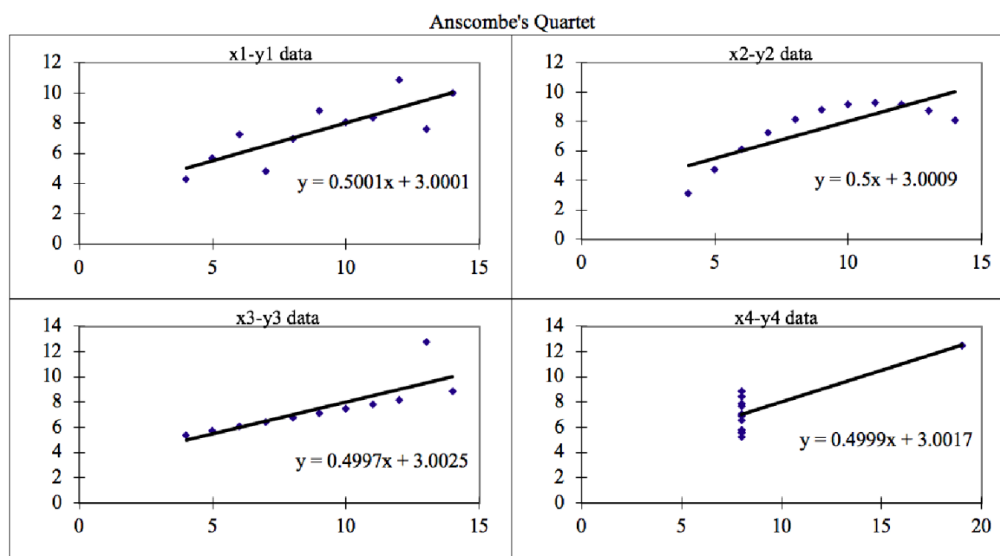 Anscombe's Quartet
x1-y1 data
12
10
8
6
4
2
0
y = 0.5001x + 3.0001
0 5 10 15
x2-y2 data
12
10
8
6
4
2
0
y = 0.5x + 3.0009
0 5 10 15
x3-y3 data
14
12
10
8
6
4
2
0
y = 0.4997x + 3.0025
0 5 10 15
x4-y4 data
14
12
10
8
6
4
2
0
y = 0.4999x + 3.0017
0 5 10 15 20